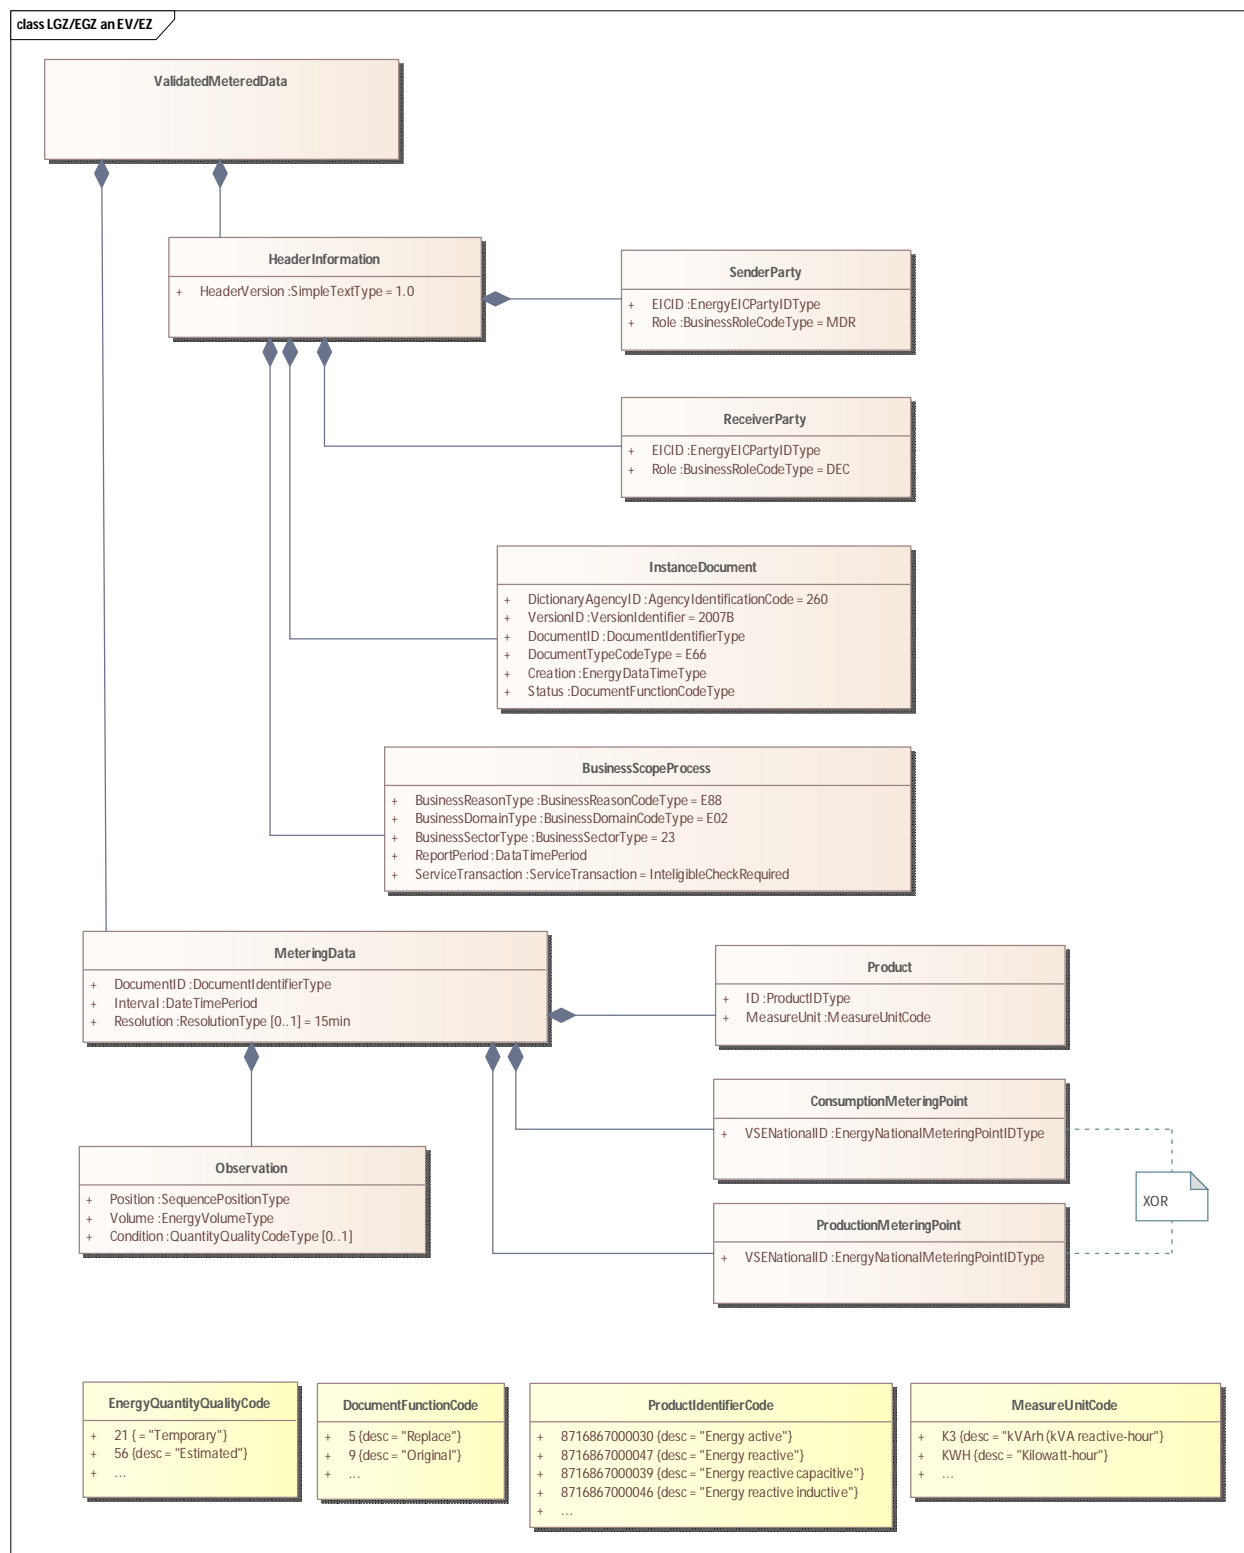 class LGZ/EGZ an EV/EZ
ValidatedMeteredData
HeaderInformation
+ HeaderVersion :SimpleTextType = 1.0
SenderParty
+ EICID :EnergyEICPartyIDType
+ Role :BusinessRoleCodeType = MDR
ReceiverParty
+ EICID :EnergyEICPartyIDType
+ Role :BusinessRoleCodeType = DEC
InstanceDocument
+ DictionaryAgencyID :AgencyIdentificationCode = 260
+ VersionID :VersionIdentifier = 2007B
+ DocumentID :DocumentIdentifierType
+ DocumentTypeCodeType = E66
+ Creation :EnergyDataTimeType
+ Status :DocumentFunctionCodeType
BusinessScopeProcess
+ BusinessReasonType :BusinessReasonCodeType = E88
+ BusinessDomainType :BusinessDomainCodeType = E02
+ BusinessSectorType :BusinessSectorType = 23
+ ReportPeriod :DataTimePeriod
+ ServiceTransaction :ServiceTransaction = InteligibleCheckRequired
MeteringData
+ DocumentID :DocumentIdentifierType
+ Interval :DateTimePeriod
+ Resolution :ResolutionType [0..1] = 15min
Product
+ ID :ProductIDType
+ MeasureUnit :MeasureUnitCode
ConsumptionMeteringPoint
+ VSENationalID :EnergyNationalMeteringPointIDType
Observation
+ Position :SequencePositionType
+ Volume :EnergyVolumeType
+ Condition :QuantityQualityCodeType [0..1]
XOR
ProductionMeteringPoint
+ VSENationalID :EnergyNationalMeteringPointIDType
EnergyQuantityQualityCode
+ 21 { = "Temporary"}
+ 56 {desc = "Estimated"}
+ ...
DocumentFunctionCode
+ 5 {desc = "Replace"}
+ 9 {desc = "Original"}
+ ...
ProductIdentifierCode
+ 8716867000030 {desc = "Energy active"}
+ 8716867000047 {desc = "Energy reactive"}
+ 8716867000039 {desc = "Energy reactive capacitive"}
+ 8716867000046 {desc = "Energy reactive inductive"}
+ ...
MeasureUnitCode
+ K3 {desc = "kVArh (kVA reactive-hour"}
+ KWH {desc = "Kilowatt-hour"}
+ ...